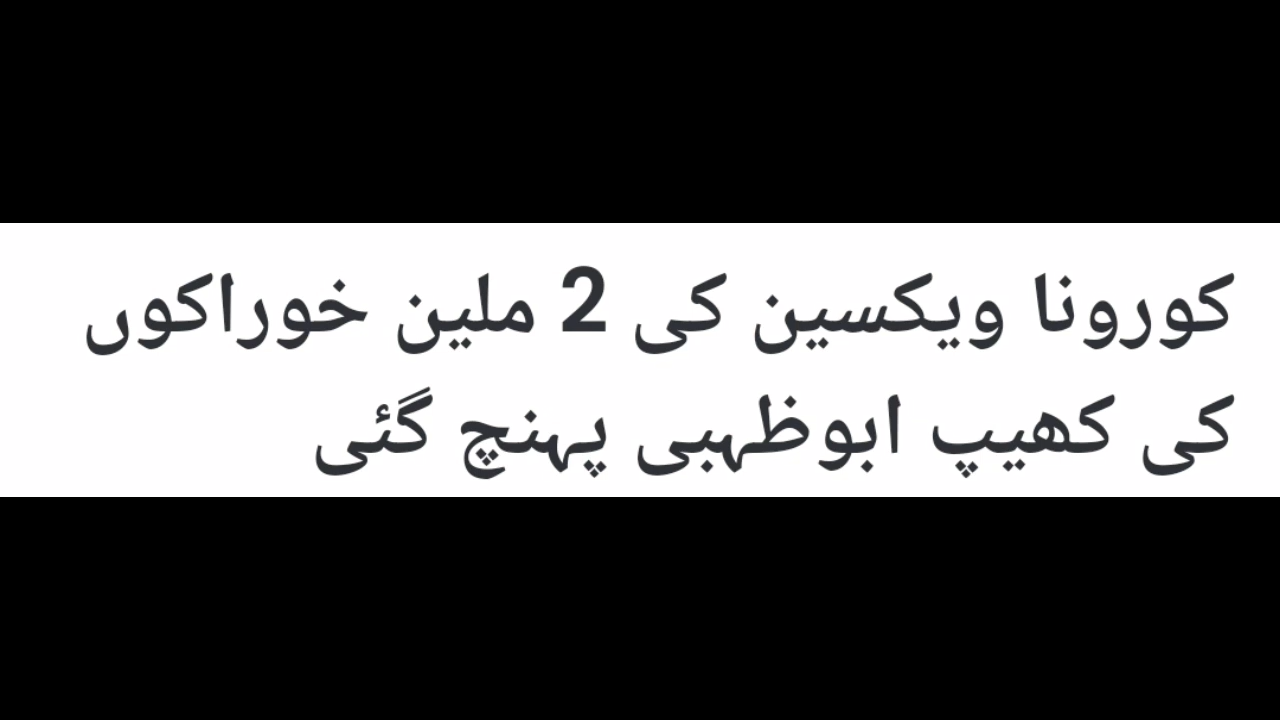 کورونا ویکسین کی 2 ملین خوراکوں
کی کھیپ ابوظہبی پہنچ گئی